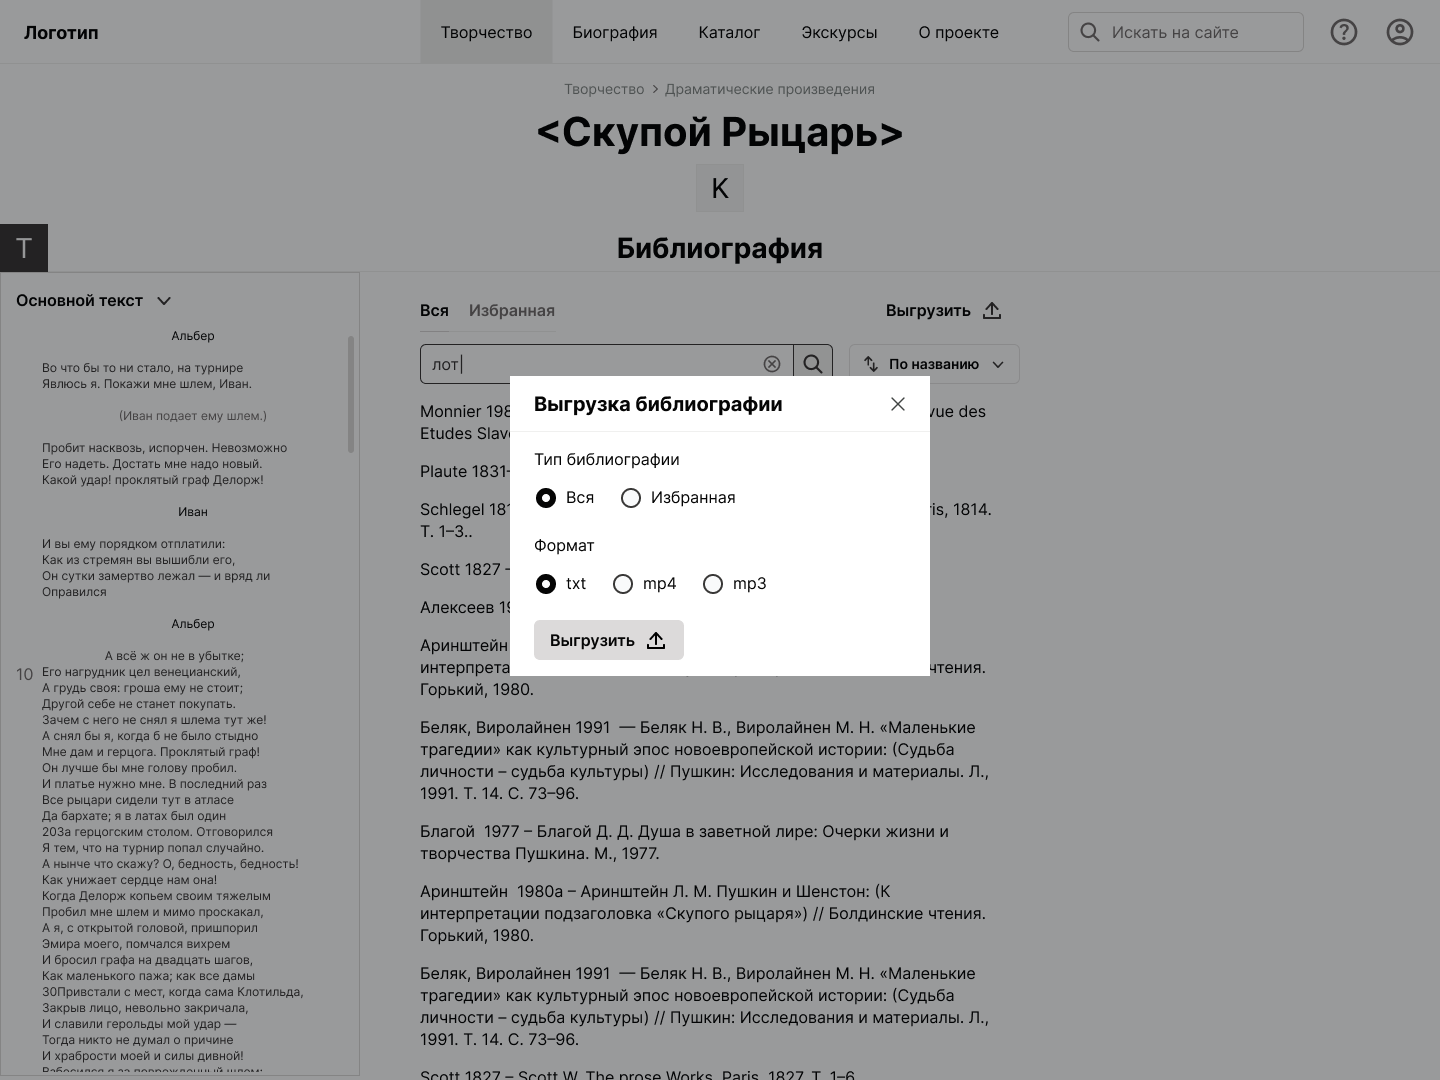 Логотип
Творчество
Биография
Каталог
Экскурсы
О проекте
Искать на сайте
Творчество > Драматические произведения
<Скупой Рыцарь>
К
Т
Библиография
Основной текст
Альбер
Во что бы то ни стало, на турнире
Явлюсь я. Покажи мне шлем, Иван.
(Иван подает ему шлем.)
Пробит насквозь, испорчен. Невозможно
Его надеть. Достать мне надо новый.
Какой удар! проклятый граф Делорж!
Иван
И вы ему порядком отплатили:
Как из стремян вы вышибли его,
Он сутки замертво лежал — и вряд ли
Оправился
Альбер
А всё ж он не в убытке;
10 Его нагрудник цел венецианский,
А грудь своя: гроша ему не стоит;
Другой себе не станет покупать.
Зачем с него не снял я шлема тут же!
А снял бы я, когда б не было стыдно
Мне дам и герцога. Проклятый граф!
Он лучше бы мне голову пробил.
И платье нужно мне. В последний раз
Все рыцари сидели тут в атласе
Да бархате; я в латах был один
203а герцогским столом. Отговорился
Я тем, что на турнир попал случайно.
А нынче что скажу? О, бедность, бедность!
Как унижает сердце нам она!
Когда Делорж копьем своим тяжелым
Пробил мне шлем и мимо проскакал,
А я, с открытой головой, пришпорил
Эмира моего, помчался вихрем
И бросил графа на двадцать шагов,
Как маленького пажа; как все дамы
30Привстали с мест, когда сама Клотильда,
Закрыв лицо, невольно закричала,
И славили герольды мой удар —
Тогда никто не думал о причине
И храбрости моей и силы дивной!
Взбесился я за поврежденный шлем;
Вся
Избранная
Выгрузить
лот
По названию
Monnier 198 vue des
Etudes Slav
Plaute 1831-
Schlegel 181 ris, 1814.
T. 1–3..
Scott 1827 –
Алексеев 19
Аринштейн
интерпрета чтения.
Горький, 1980.
Выгрузка библиографии
Тип библиографии
Вся
Избранная
Формат
txt
mp4
mp3
Выгрузить
Беляк, Виролайнен 1991 — Беляк Н. В., Виролайнен М. Н. «Маленькие
трагедии» как культурный эпос новоевропейской истории: (Судьба
личности – судьба культуры) // Пушкин: Исследования и материалы. Л.,
1991. Т. 14. С. 73–96.
Благой 1977 – Благой Д. Д. Душа в заветной лире: Очерки жизни и
творчества Пушкина. М., 1977.
Аринштейн 1980а – Аринштейн Л. М. Пушкин и Шенстон: (К
интерпретации подзаголовка «Скупого рыцаря») // Болдинские чтения.
Горький, 1980.
Беляк, Виролайнен 1991 — Беляк Н. В., Виролайнен М. Н. «Маленькие
трагедии» как культурный эпос новоевропейской истории: (Судьба
личности – судьба культуры) // Пушкин: Исследования и материалы. Л.,
1991. Т. 14. С. 73–96.
Scott 1827 – Scott W. The prose Works. Paris, 1827. T. 1–6